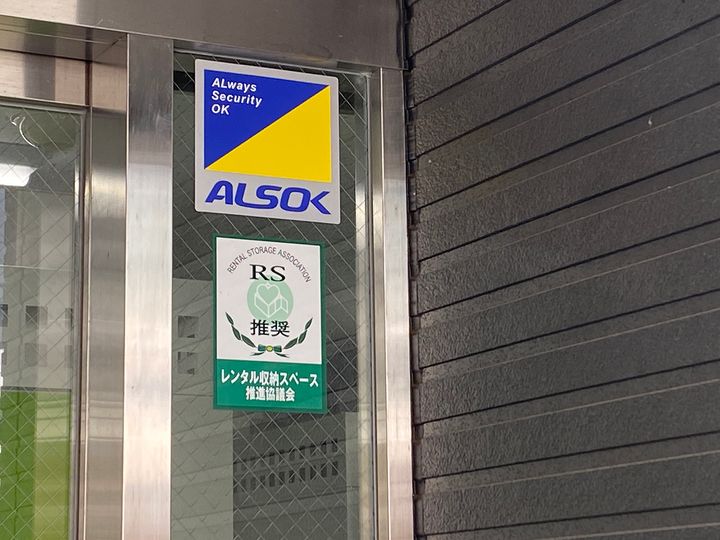 ALways
Security
OK
ALSOK
RENTAL STORAGE ASSOCIATION
RS
推奨
レンタル収納スペース
推進協議会